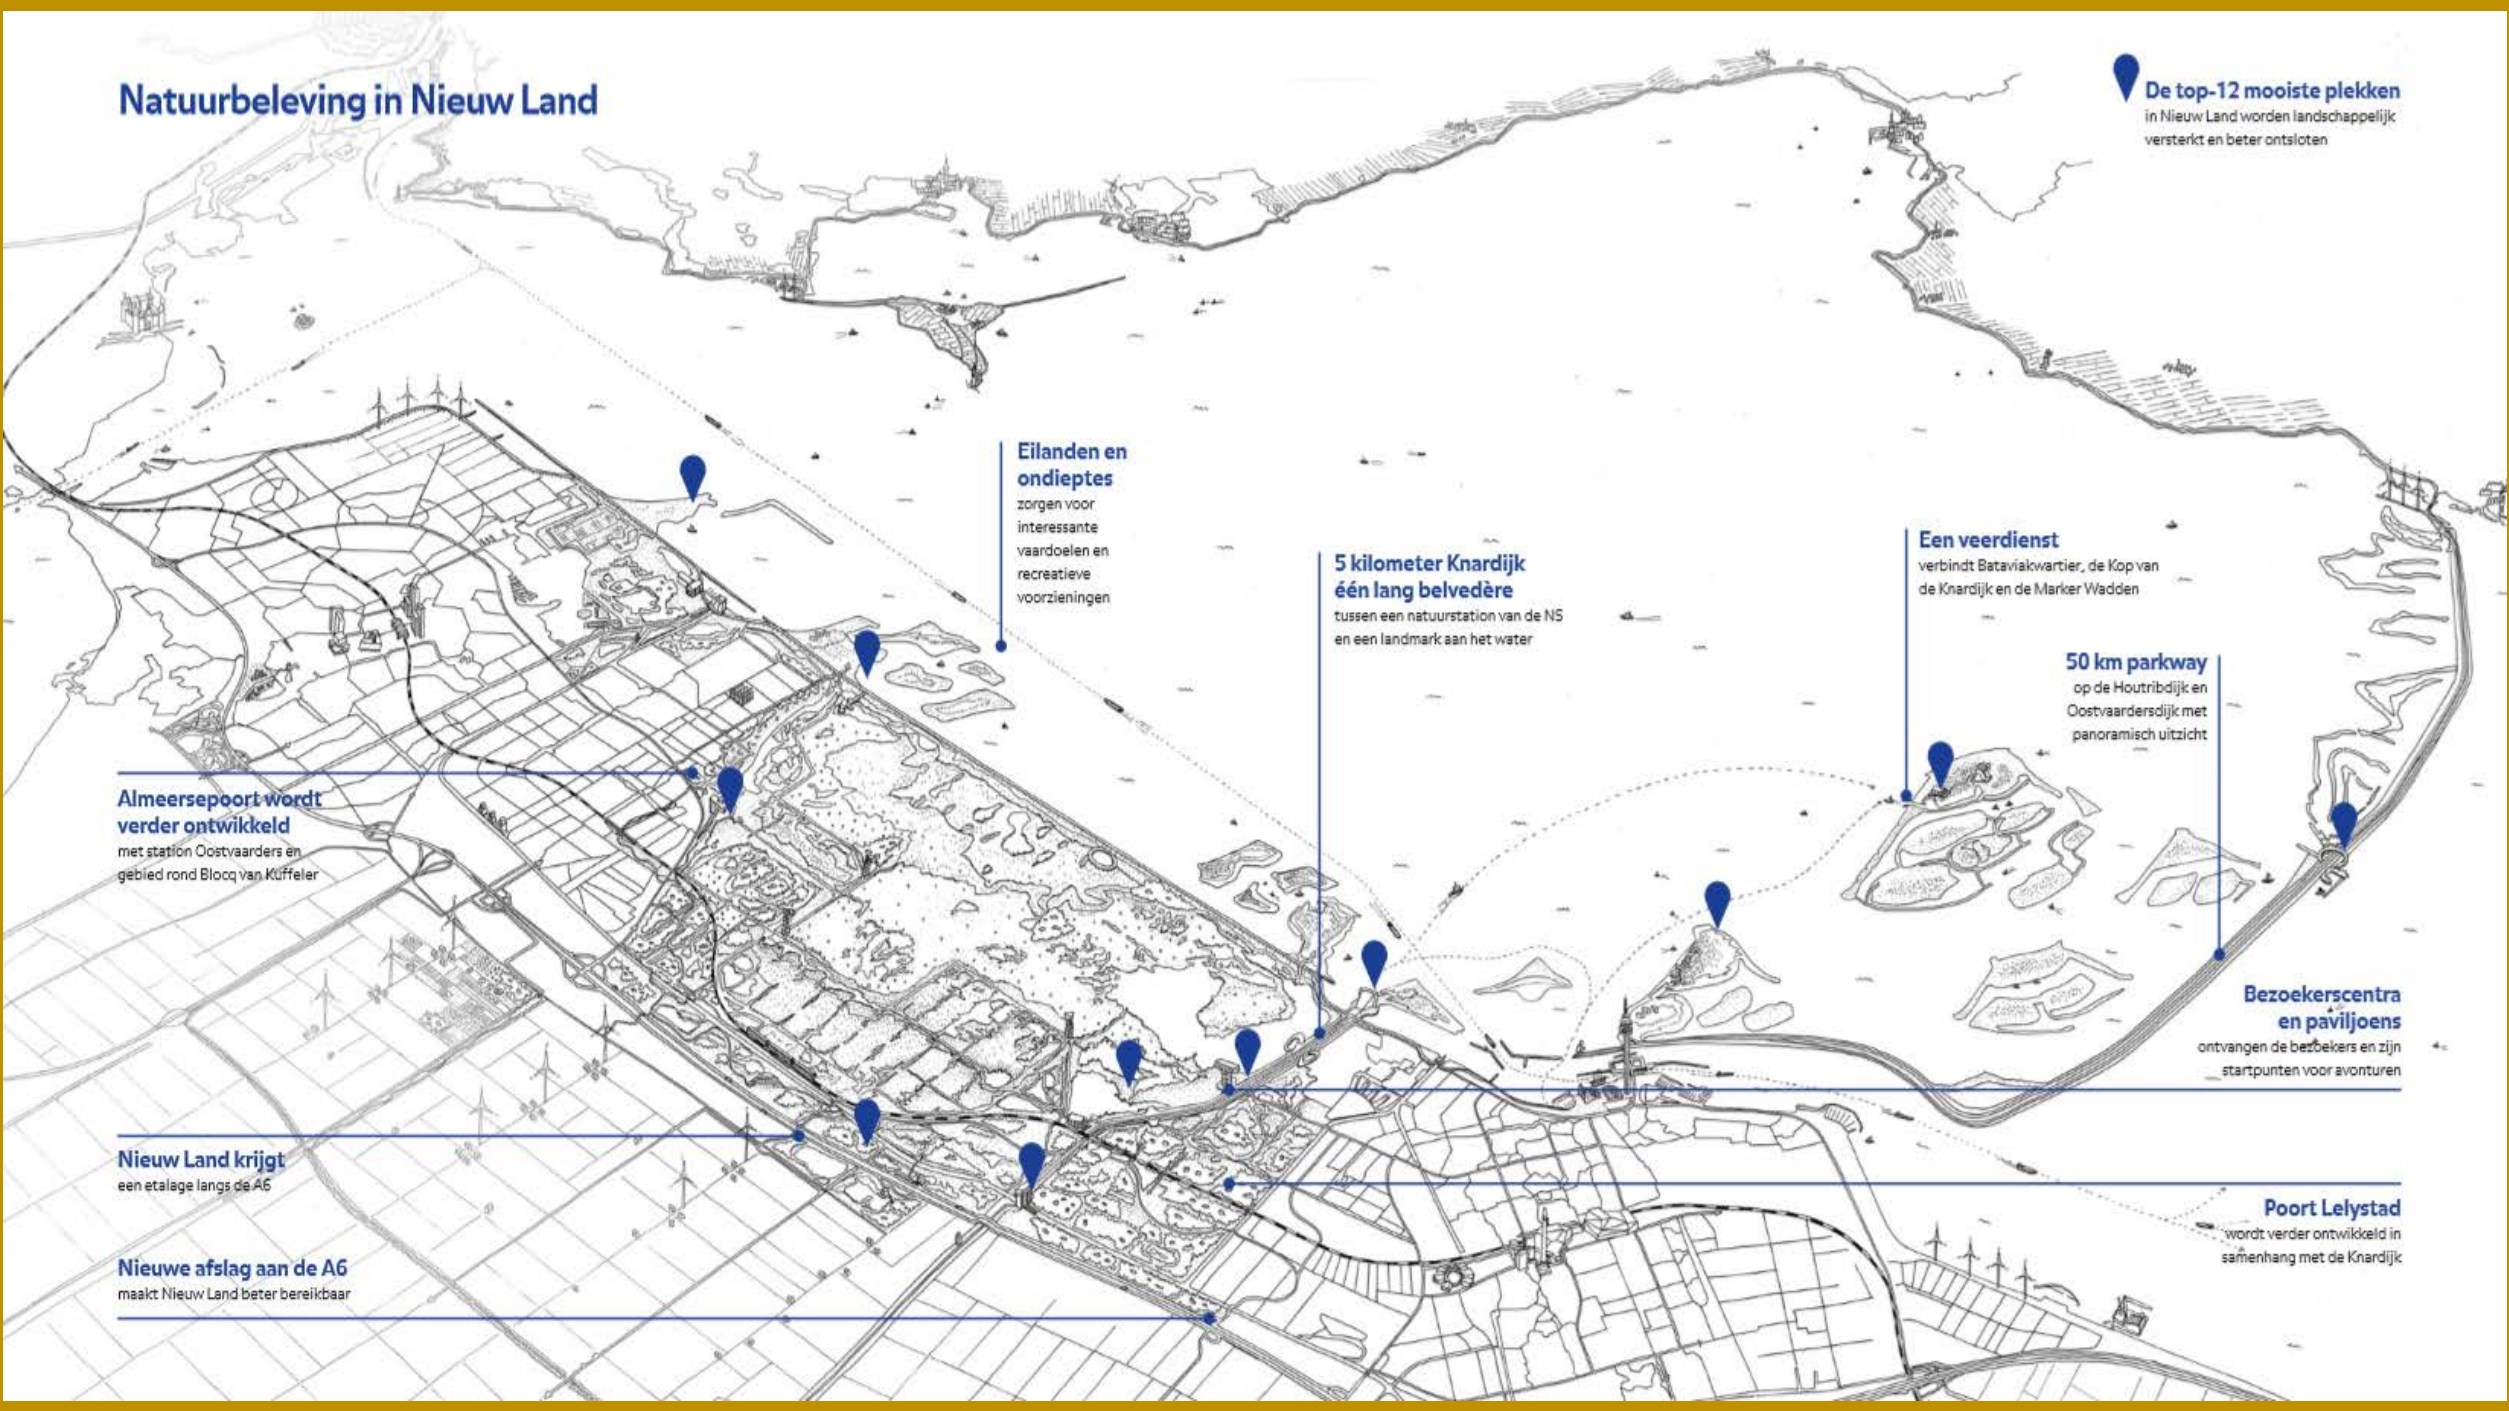 Natuurbeleving in Nieuw Land
De top-12 mooiste plekken
in Nieuw Land worden landschappelijk
versterkt en beter ontsloten
Eilanden en
ondieptes
zorgen voor
interessante
vaardoelen en
recreatieve
voorzieningen
5 kilometer Knardijk
één lang belvedère
tussen een natuurstation van de NS
en een landmark aan het water
Een veerdienst
verbindt Bataviakwartier, de Kop van
de Knardijk en de Marker Wadden
50 km parkway
op de Houtribdijk en
Oostvaardersdijk met
panoramisch uitzicht
Almeersepoort wordt
verder ontwikkeld
met station Oostvaarders en
gebied rond Blocq van Kuffeler
Bezoekerscentra
en paviljoens
ontvangen de bezoekers en zijn
startpunten voor avonturen
Nieuw Land krijgt
een etalage langs de A6
Poort Lelystad
wordt verder ontwikkeld in
samenhang met de Knardijk
Nieuwe afslag aan de A6
maakt Nieuw Land beter bereikbaar